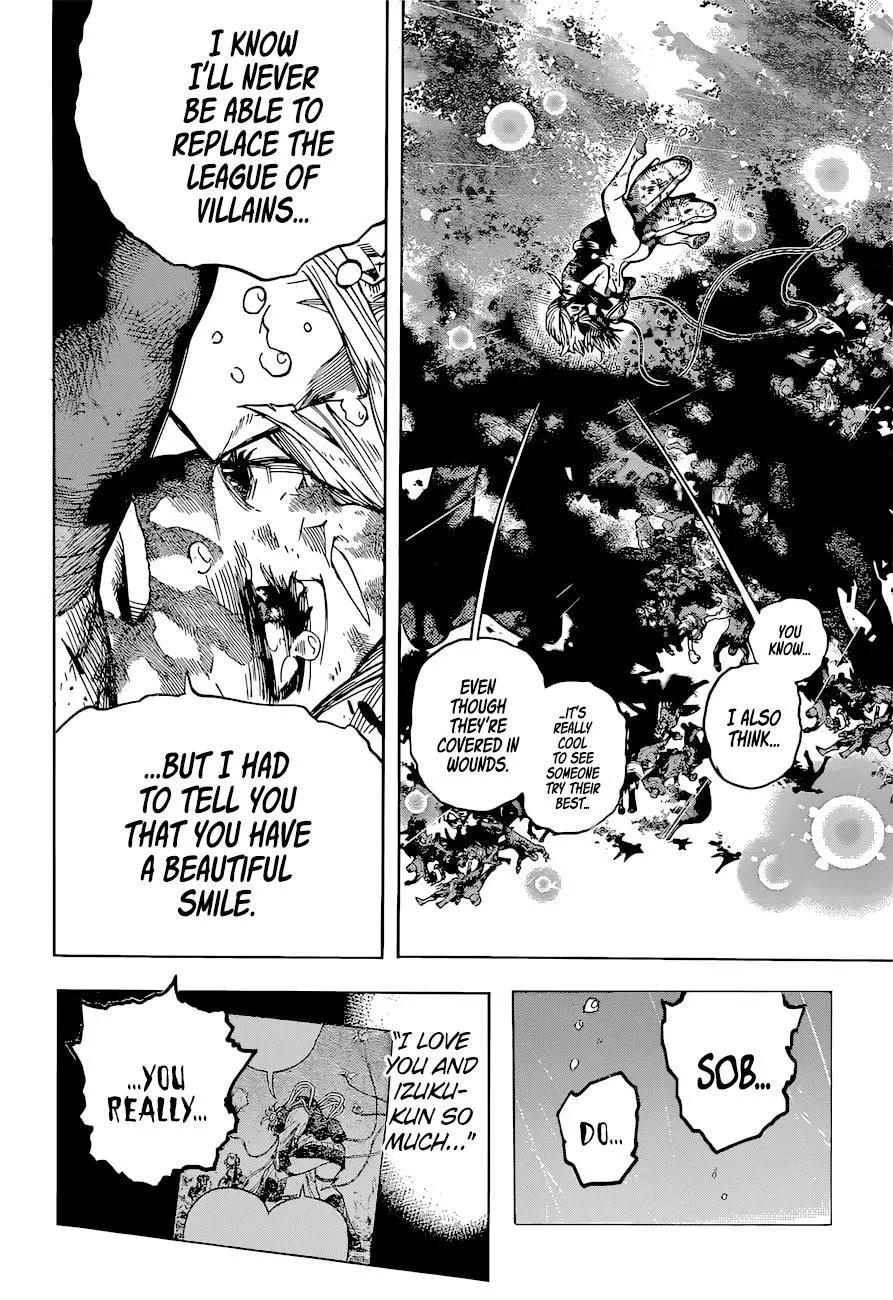 YOU
KNOW...
I ALSO
THINK...
...IT'S
REALLY
COOL
TO SEE
SOMEONE
TRY THEIR
BEST...
EVEN
THOUGH
THEY'RE
COVERED IN
WOUNDS.
I KNOW
I'LL NEVER
BE ABLE TO
REPLACE THE
LEAGUE OF
VILLAINS...
...BUT I HAD
TO TELL YOU
THAT YOU HAVE
A BEAUTIFUL
SMILE.
SOB...
DO...
"I LOVE
YOU AND
IZUKU-
KUN SO
MUCH..."
...YOU
REALLY...